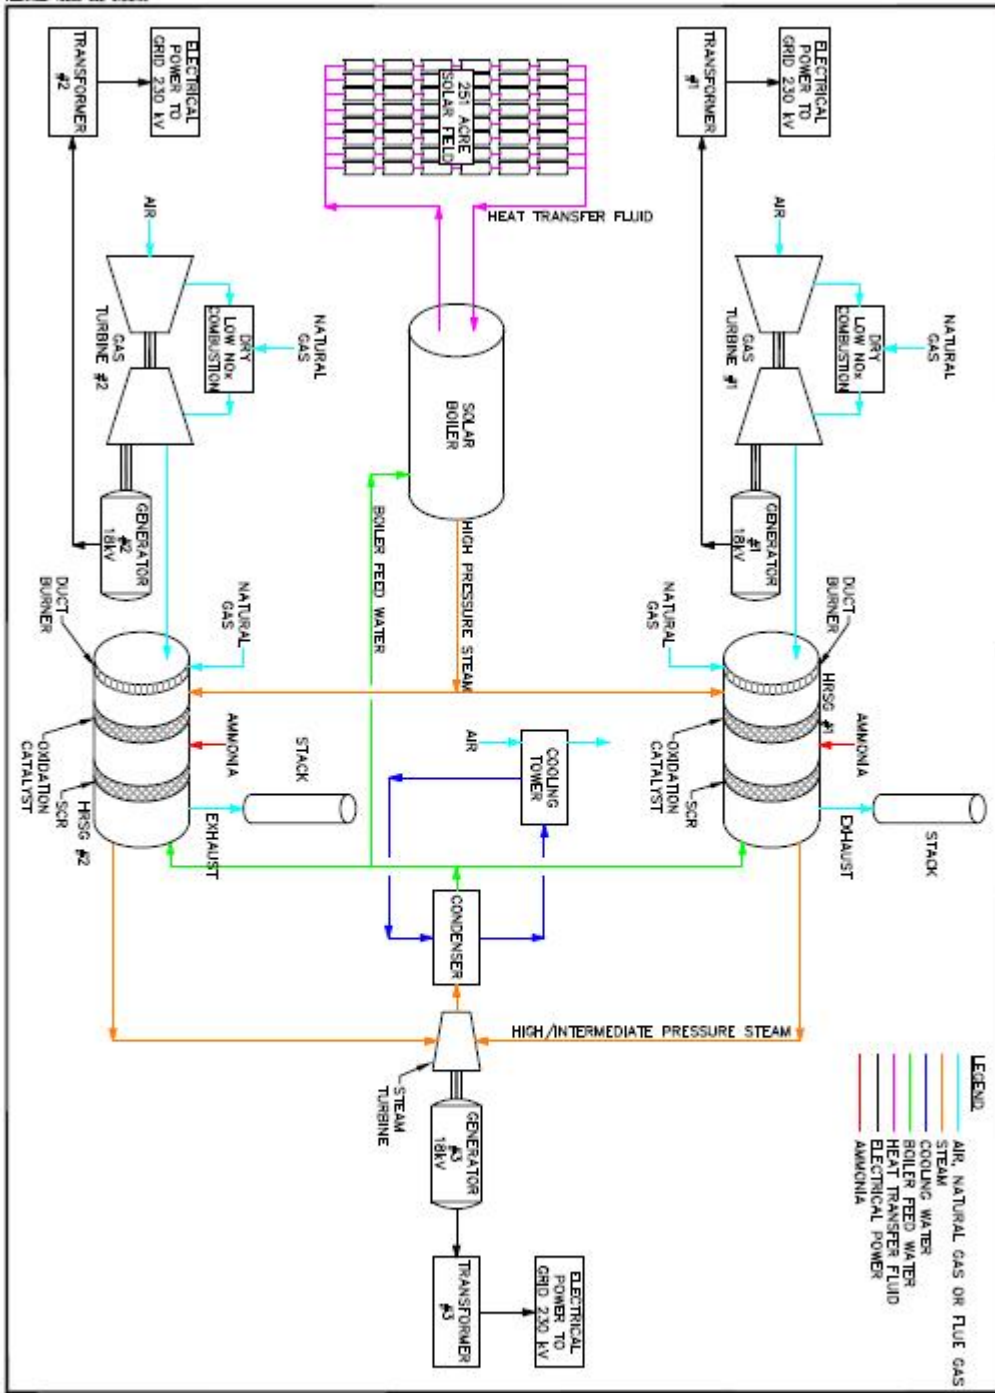 ELECTRICAL
POWER TO
GRID 230 kV
TRANSFORMER
#2
AIR
GAS
TURBINE #2
DRY
LOW NOx
COMBUSTION
NATURAL
GAS
GENERATOR
#2
18kV
DUCT
BURNER
NATURAL
GAS
OXIDATION
CATALYST
AMMONIA
SCR
HRSG #2
EXHAUST
STACK
251 ACRE
SOLAR FIELD
HEAT TRANSFER FLUID
SOLAR
BOILER
BOILER FEED WATER
HIGH PRESSURE STEAM
AIR
COOLING
TOWER
CONDENSER
STEAM
TURBINE
HIGH/INTERMEDIATE PRESSURE STEAM
GENERATOR
#3
18kV
TRANSFORMER
#3
ELECTRICAL
POWER TO
GRID 230 kV
ELECTRICAL
POWER TO
GRID 230 kV
TRANSFORMER
#1
AIR
GAS
TURBINE #1
DRY
LOW NOx
COMBUSTION
NATURAL
GAS
GENERATOR
#1
18kV
DUCT
BURNER
NATURAL
GAS
HRSG #1
OXIDATION
CATALYST
AMMONIA
SCR
EXHAUST
STACK
LEGEND
AIR, NATURAL GAS OR FLUE GAS
STEAM
COOLING WATER
BOILER FEED WATER
HEAT TRANSFER FLUID
ELECTRICAL POWER
AMMONIA